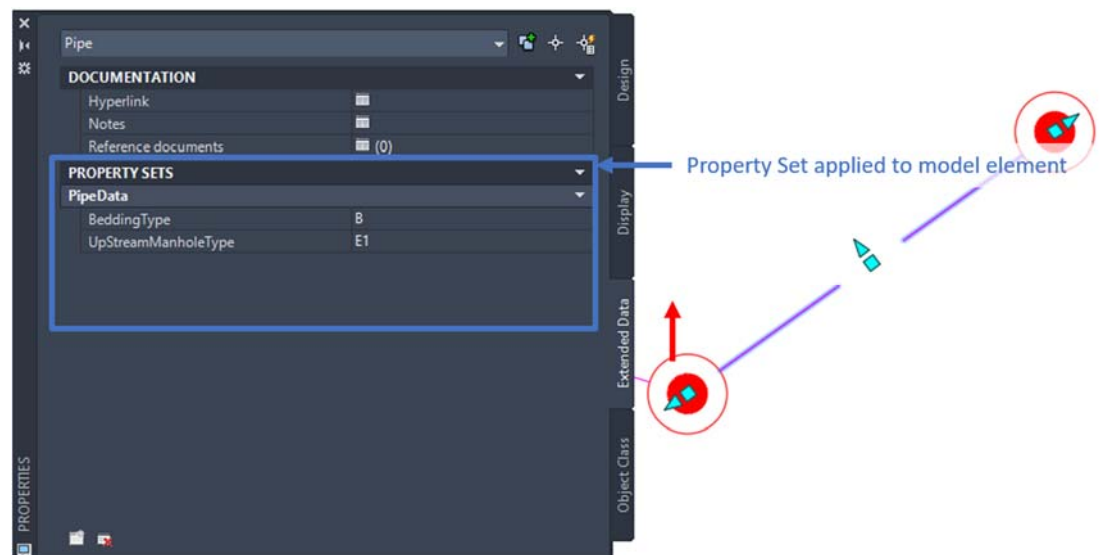 Pipe
DOCUMENTATION
Hyperlink
Notes
Reference documents (0)
PROPERTY SETS
PipeData
BeddingType B
UpStreamManholeType E1
PROPERTIES
Design
Display
Extended Data
Object Class
Property Set applied to model element